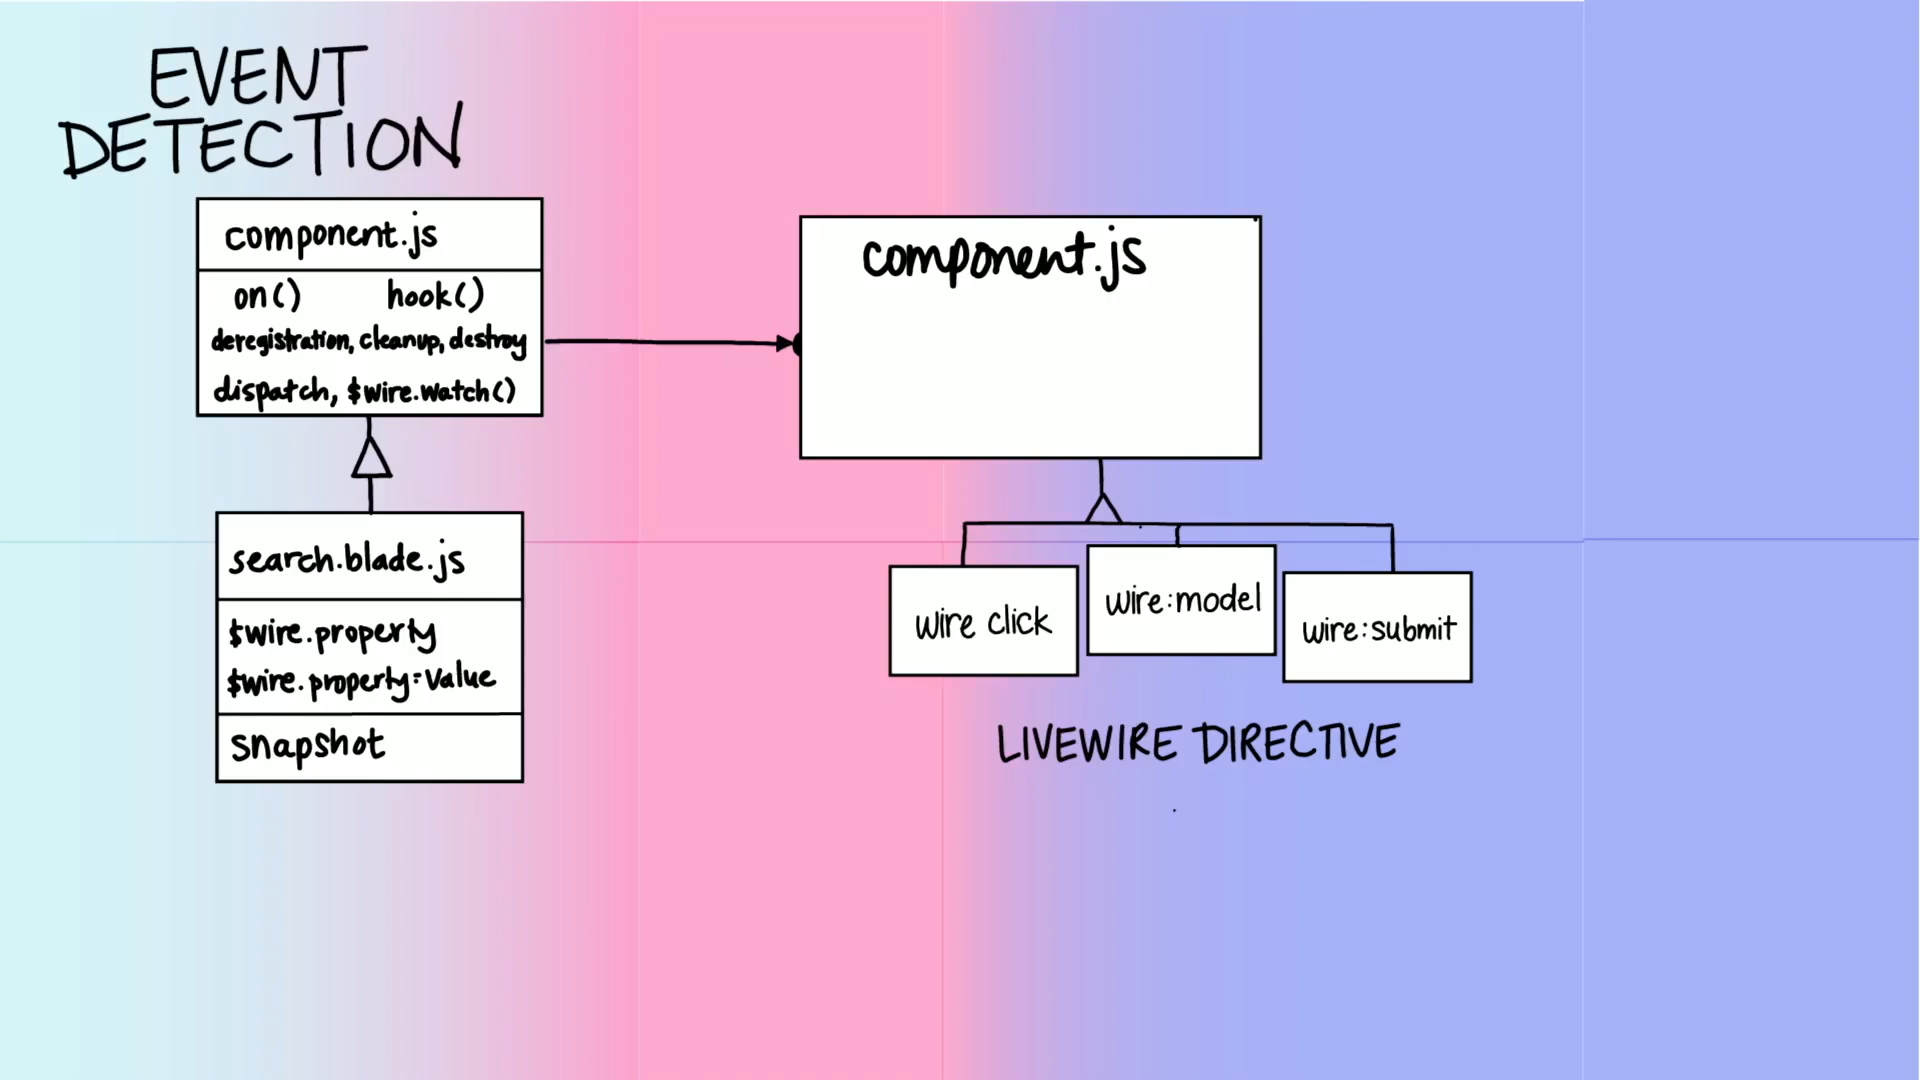 EVENT
DETECTION
component.js
on() hook()
deregistration, cleanup, destroy
dispatch, $wire.watch()
search.blade.js
$wire.property
$wire.property=Value
snapshot
component.js
wire click
wire:model
wire:submit
LIVEWIRE DIRECTIVE